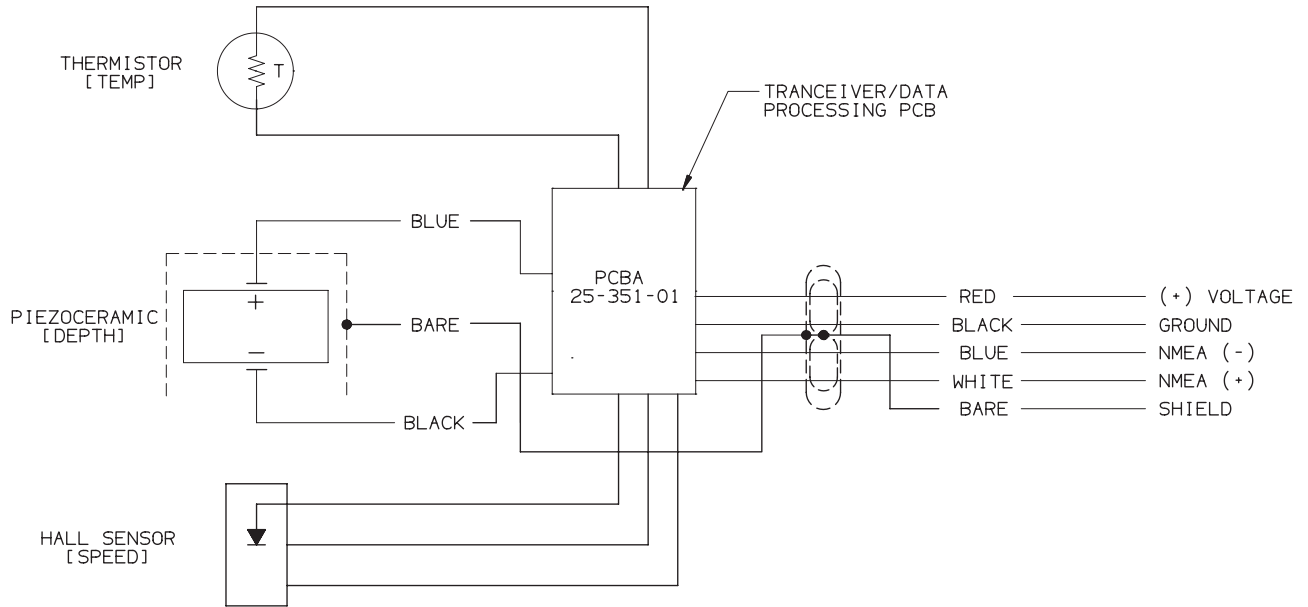 THERMISTOR
[TEMP]
T
TRANCEIVER/DATA
PROCESSING PCB
BLUE
PIEZOCERAMIC
[DEPTH]
+
−
BARE
BLACK
PCBA
25-351-01
RED (+) VOLTAGE
BLACK GROUND
BLUE NMEA (-)
WHITE NMEA (+)
BARE SHIELD
HALL SENSOR
[SPEED]